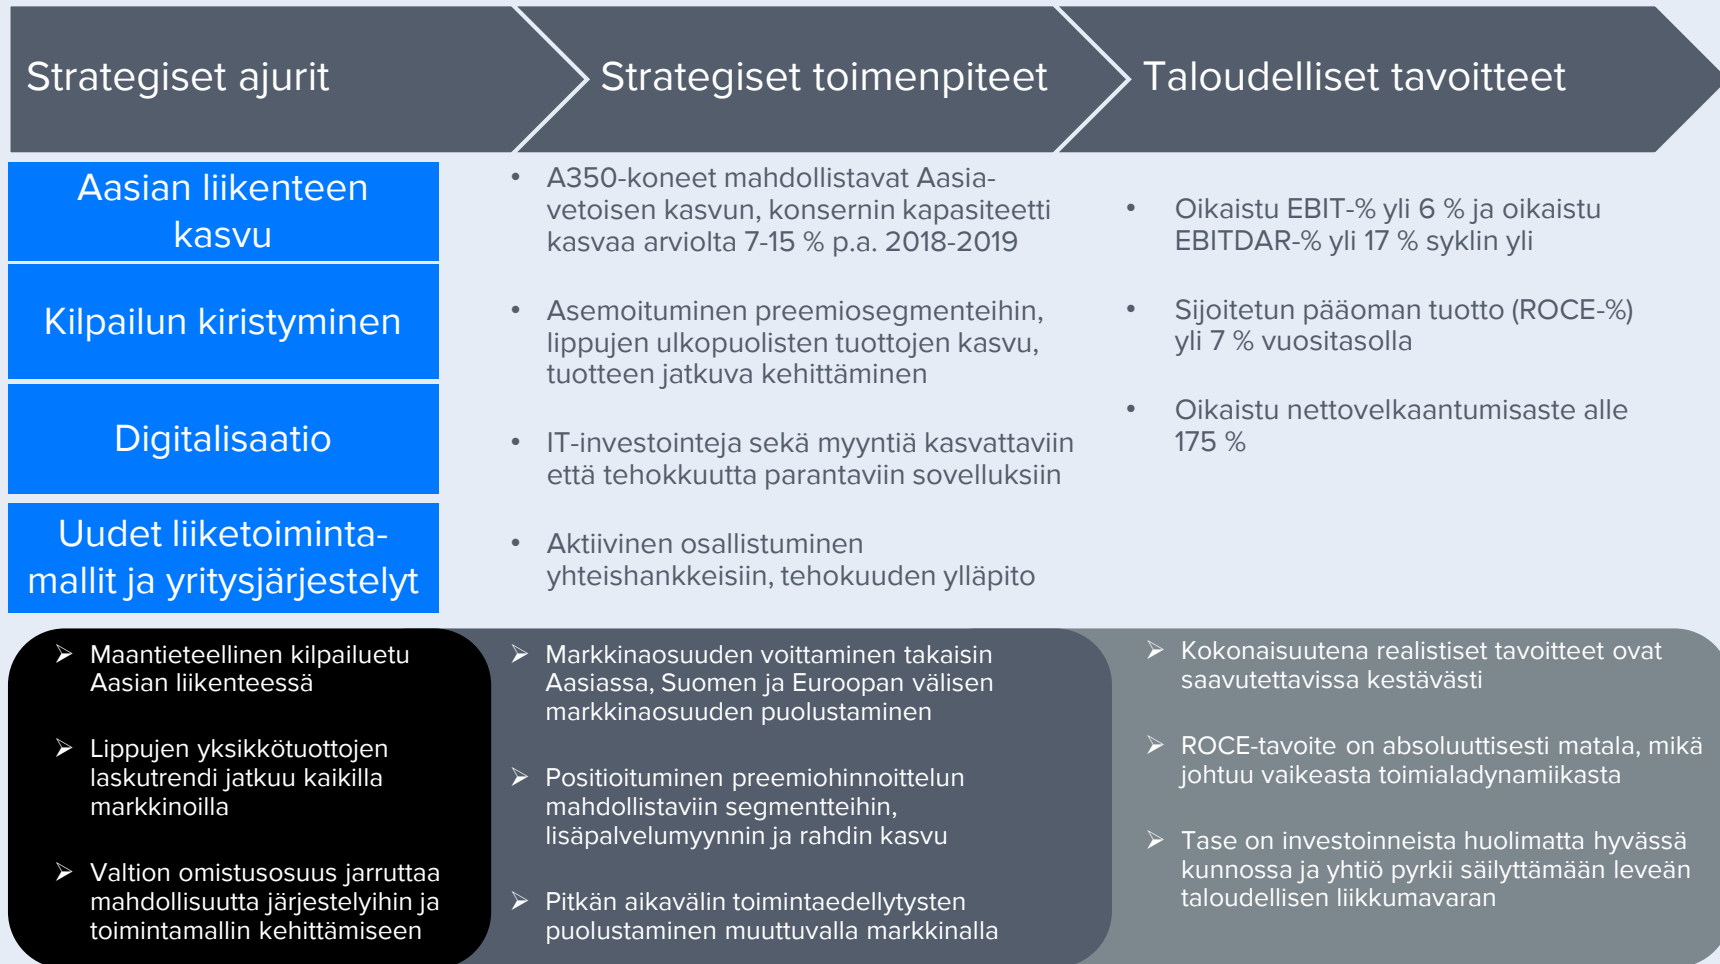 Strategiset ajurit
Strategiset toimenpiteet
Taloudelliset tavoitteet
Aasian liikenteen
kasvu
Kilpailun kiristyminen
Digitalisaatio
Uudet liiketoiminta-
mallit ja yritysjärjestelyt
• A350-koneet mahdollistavat Aasia-
vetoisen kasvun, konsernin kapasiteetti
kasvaa arviolta 7-15 % p.a. 2018-2019
• Asemoituminen preemiosegmenteihin,
lippujen ulkopuolisten tuottojen kasvu,
tuotteen jatkuva kehittäminen
• IT-investointeja sekä myyntiä kasvattaviin
että tehokkuutta parantaviin sovelluksiin
• Aktiivinen osallistuminen
yhteishankkeisiin, tehokuuden ylläpito
• Oikaistu EBIT-% yli 6 % ja oikaistu
EBITDAR-% yli 17 % syklin yli
• Sijoitetun pääoman tuotto (ROCE-%)
yli 7 % vuositasolla
• Oikaistu nettovelkaantumisaste alle
175 %
➢ Maantieteellinen kilpailuetu
Aasian liikenteessä
➢ Lippujen yksikkötuottojen
laskutrendi jatkuu kaikilla
markkinoilla
➢ Valtion omistusosuus jarruttaa
mahdollisuutta järjestelyihin ja
toimintamallin kehittämiseen
➢ Markkinaosuuden voittaminen takaisin
Aasiassa, Suomen ja Euroopan välisen
markkinaosuuden puolustaminen
➢ Positioituminen preemiohinnoittelun
mahdollistaviin segmentteihin,
lisäpalvelumyynnin ja rahdin kasvu
➢ Pitkän aikavälin toimintaedellytysten
puolustaminen muuttuvalla markkinalla
➢ Kokonaisuutena realistiset tavoitteet ovat
saavutettavissa kestävästi
➢ ROCE-tavoite on absoluuttisesti matala, mikä
johtuu vaikeasta toimialadynamiikasta
➢ Tase on investoinneista huolimatta hyvässä
kunnossa ja yhtiö pyrkii säilyttämään leveän
taloudellisen liikkumavaran